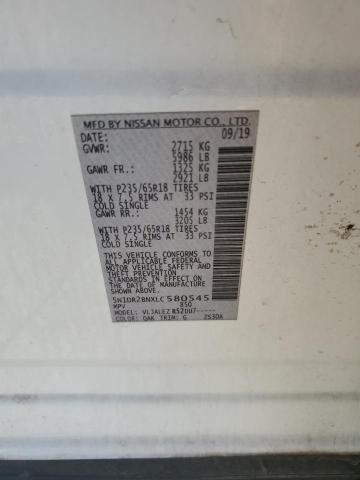 MFD BY NISSAN MOTOR CO., LTD.
DATE: 09/19
GVWR: 2715 KG
5986 LB
GAWR FR.: 1325 KG
2921 LB
WITH P235/65R18 TIRES
18 X 7.5 RIMS AT 33 PSI
COLD SINGLE
GAWR RR.: 1454 KG
3205 LB
WITH P235/65R18 TIRES
18 X 7.5 RIMS AT 33 PSI
COLD SINGLE
THIS VEHICLE CONFORMS TO
ALL APPLICABLE FEDERAL
MOTOR VEHICLE SAFETY STANDARDS
IN EFFECT ON THE DATE OF
MANUFACTURE SHOWN ABOVE.
5N1DR2BNXLC580545
MPV 850
MODEL: VLJALEZ R52UU7-----
COLOR: QAK TRIM: G 2S30A